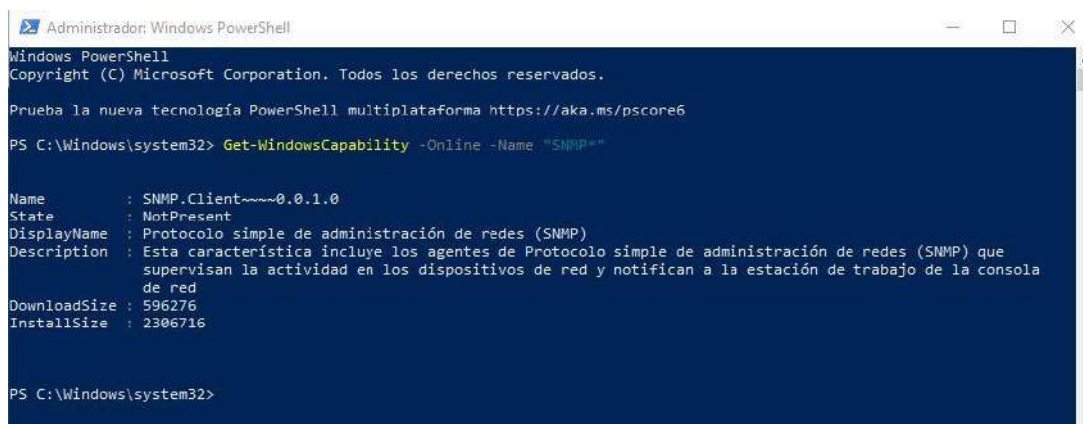 Administrador: Windows PowerShell
Windows PowerShell
Copyright (C) Microsoft Corporation. Todos los derechos reservados.
Prueba la nueva tecnología PowerShell multiplataforma https://aka.ms/pscore6
PS C:\Windows\system32> Get-WindowsCapability -Online -Name "SNMP*"
Name : SNMP.Client~~~~0.0.1.0
State : NotPresent
DisplayName : Protocolo simple de administración de redes (SNMP)
Description : Esta característica incluye los agentes de Protocolo simple de administración de redes (SNMP) que
supervisan la actividad en los dispositivos de red y notifican a la estación de trabajo de la consola
de red
DownloadSize : 596276
InstallSize : 2306716
PS C:\Windows\system32>